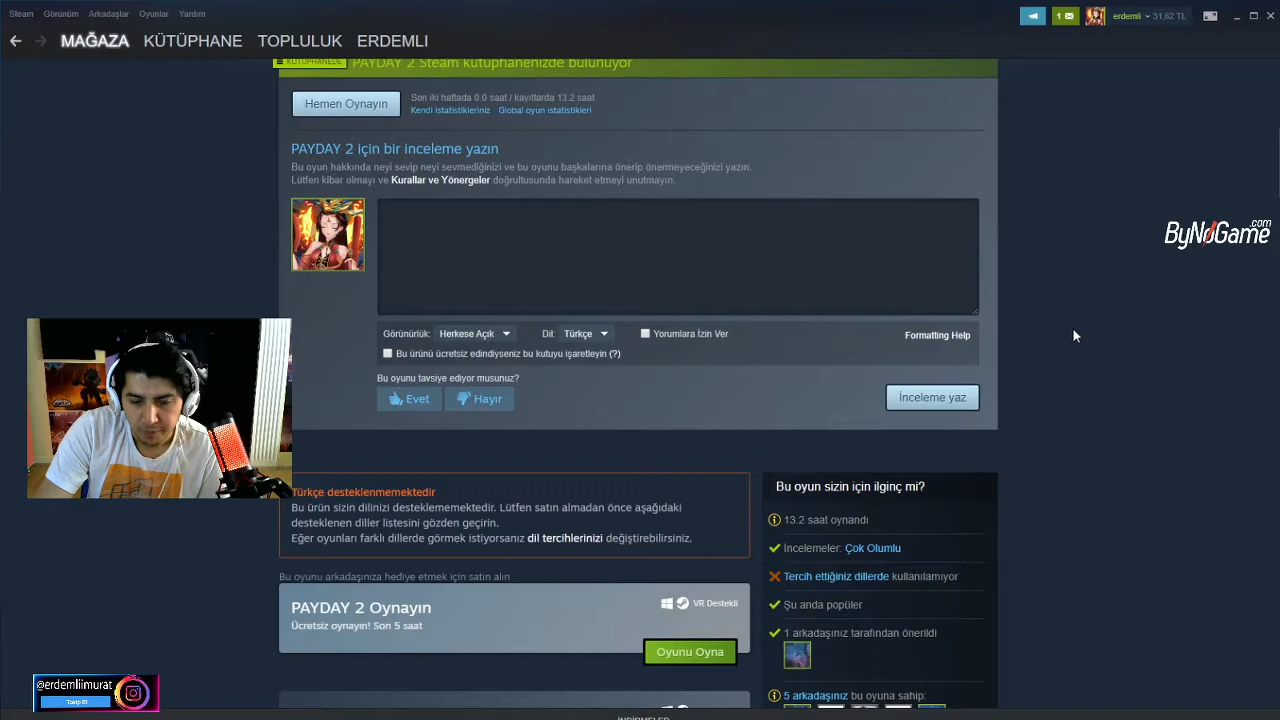 Steam Görünüm Arkadaşlar Oyunlar Yardım
1 erdemli 31,62 TL
MAĞAZA KÜTÜPHANE TOPLULUK ERDEMLI
KÜTÜPHANEDE PAYDAY 2 Steam kütüphanenizde bulunuyor
Hemen Oynayın
Son iki haftada 0.0 saat / kayıtlarda 13.2 saat
Kendi istatistikleriniz Global oyun istatistikleri
PAYDAY 2 için bir inceleme yazın
Bu oyun hakkında neyi sevip neyi sevmediğinizi ve bu oyunu başkalarına önerip önermeyeceğinizi yazın.
Lütfen kibar olmayı ve Kurallar ve Yönergeler doğrultusunda hareket etmeyi unutmayın.
ByNoGame.com
Görünürlük: Herkese Açık Dil: Türkçe Yorumlara İzin Ver Formatting Help
Bu ürünü ücretsiz edindiyseniz bu kutuyu işaretleyin (?)
Bu oyunu tavsiye ediyor musunuz?
Evet Hayır İnceleme yaz
Türkçe desteklenmemektedir
Bu ürün sizin dilinizi desteklememektedir. Lütfen satın almadan önce aşağıdaki
desteklenen diller listesini gözden geçirin.
Eğer oyunları farklı dillerde görmek istiyorsanız dil tercihlerinizi değiştirebilirsiniz.
Bu oyunu arkadaşınıza hediye etmek için satın alın
PAYDAY 2 Oynayın
VR Destekli
Ücretsiz oynayın! Son 5 saat
Oyunu Oyna
Bu oyun sizin için ilginç mi?
13.2 saat oynandı
İncelemeler: Çok Olumlu
Tercih ettiğiniz dillerde kullanılamıyor
Şu anda popüler
1 arkadaşınız tarafından önerildi
5 arkadaşınız bu oyuna sahip:
@erdemliimurat
Takip Et
İNDİRMELER